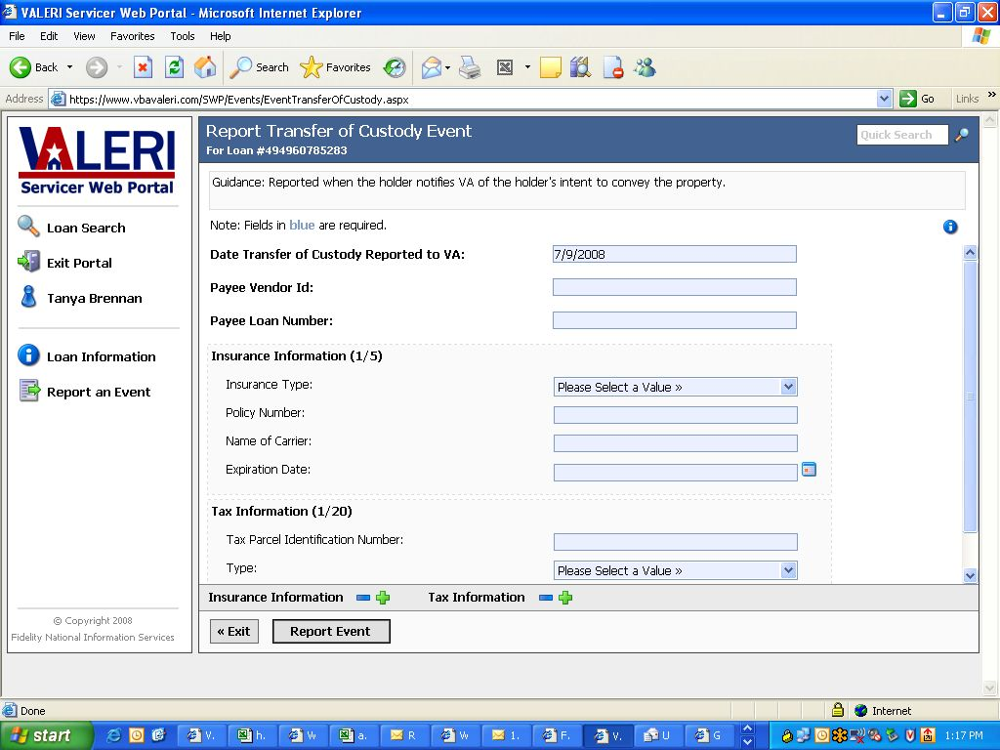 VALERI Servicer Web Portal - Microsoft Internet Explorer
File Edit View Favorites Tools Help
Back Search Favorites
Address https://www.vbavaleri.com/SWP/Events/EventTransferOfCustody.aspx Go Links »
VALERI
Servicer Web Portal
Loan Search
Exit Portal
Tanya Brennan
Loan Information
Report an Event
© Copyright 2008
Fidelity National Information Services
Report Transfer of Custody Event
For Loan #494960785283
Quick Search
Guidance: Reported when the holder notifies VA of the holder's intent to convey the property.
Note: Fields in blue are required.
Date Transfer of Custody Reported to VA: 7/9/2008
Payee Vendor Id:
Payee Loan Number:
Insurance Information (1/5)
Insurance Type: Please Select a Value »
Policy Number:
Name of Carrier:
Expiration Date:
Tax Information (1/20)
Tax Parcel Identification Number:
Type: Please Select a Value »
Insurance Information Tax Information
« Exit Report Event
Done Internet
start V. h. W a. R W 1. F. V. U G 1:17 PM